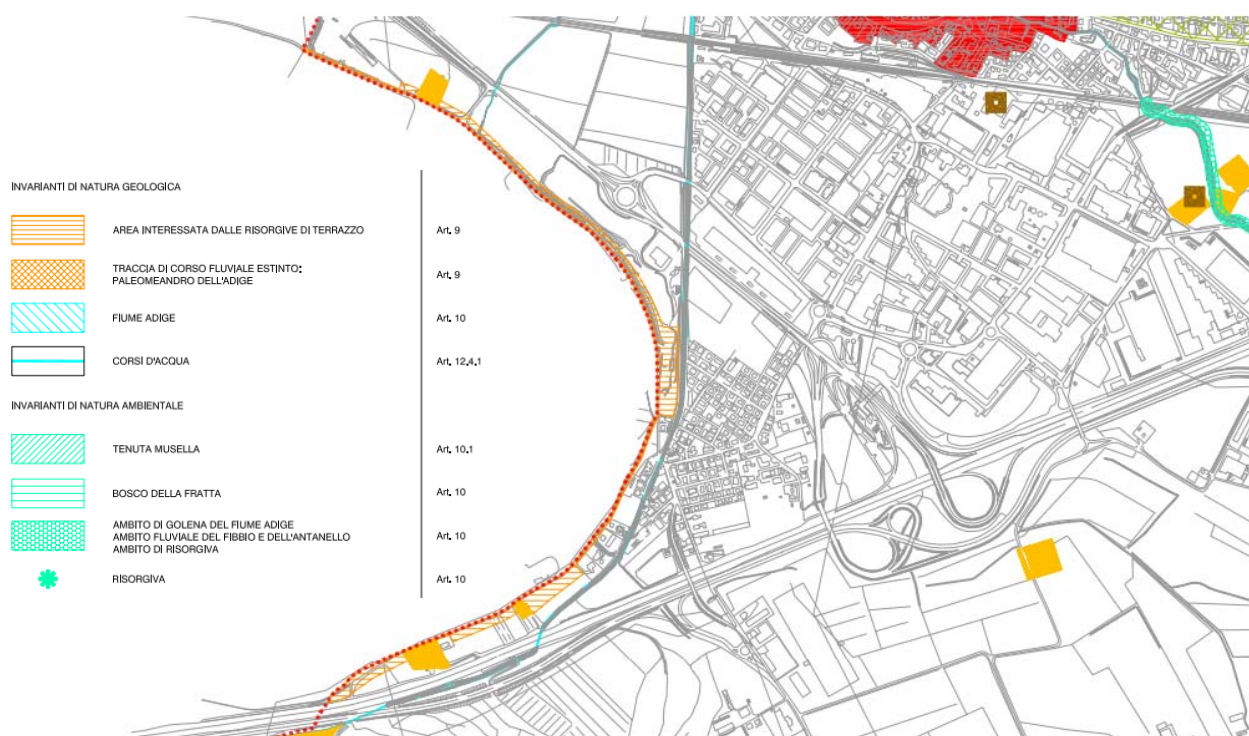 INVARIANTI DI NATURA GEOLOGICA
AREA INTERESSATA DALLE RISORGIVE DI TERRAZZO Art. 9
TRACCIA DI CORSO FLUVIALE ESTINTO:
PALEOMEANDRO DELL'ADIGE Art. 9
FIUME ADIGE Art. 10
CORSI D'ACQUA Art. 12.4.1
INVARIANTI DI NATURA AMBIENTALE
TENUTA MUSELLA Art. 10.1
BOSCO DELLA FRATTA Art. 10
AMBITO DI GOLENA DEL FIUME ADIGE
AMBITO FLUVIALE DEL FIBBIO E DELL'ANTANELLO Art. 10
AMBITO DI RISORGIVA
RISORGIVA Art. 10